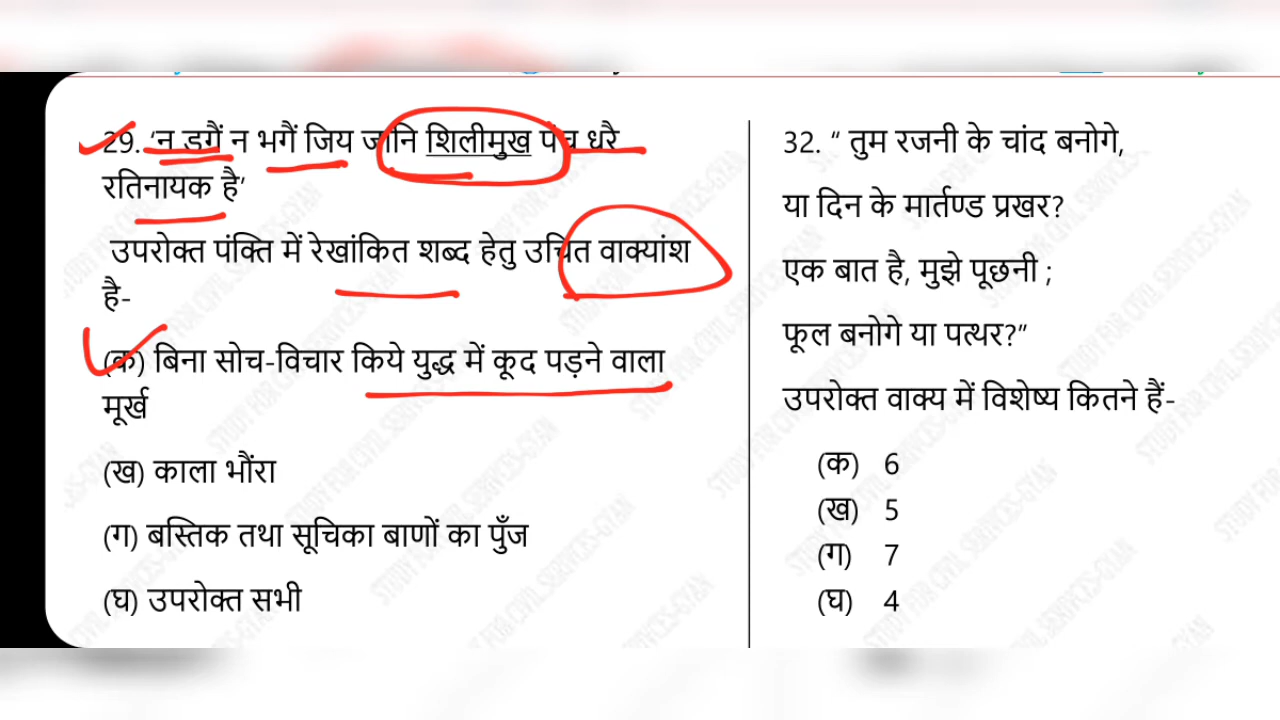 29. ‘न डगैं न भगैं जिय जानि शिलीमुख पंच धरै
रतिनायक है’
उपरोक्त पंक्ति में रेखांकित शब्द हेतु उचित वाक्यांश
है-
(क) बिना सोच-विचार किये युद्ध में कूद पड़ने वाला
मूर्ख
(ख) काला भौंरा
(ग) बस्तिक तथा सूचिका बाणों का पुँज
(घ) उपरोक्त सभी
32. “ तुम रजनी के चांद बनोगे,
या दिन के मार्तण्ड प्रखर?
एक बात है, मुझे पूछनी ;
फूल बनोगे या पत्थर?”
उपरोक्त वाक्य में विशेष्य कितने हैं-
(क) 6
(ख) 5
(ग) 7
(घ) 4